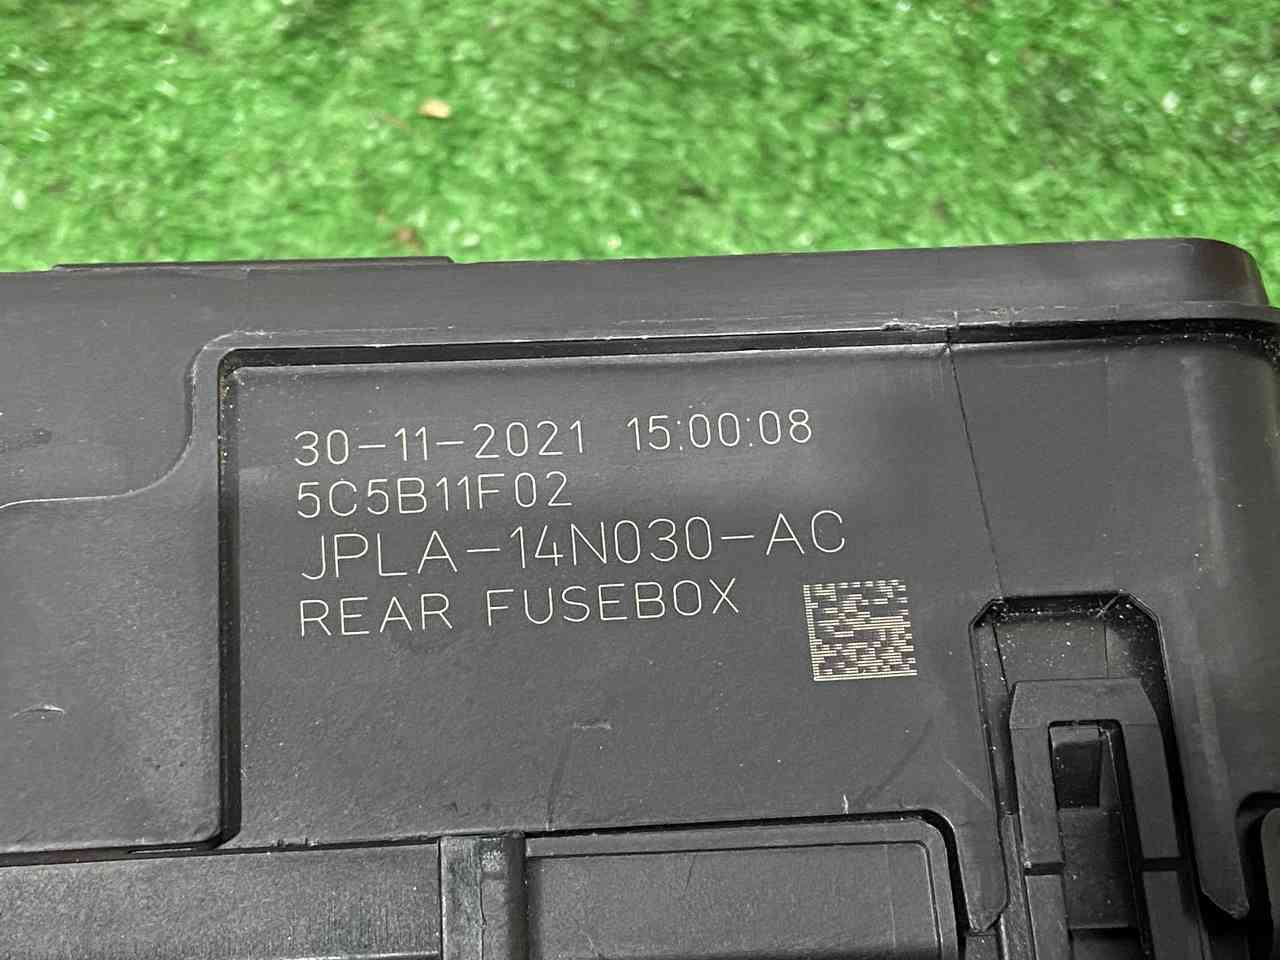 30-11-2021 15:00:08
5C5B11F02
JPLA-14N030-AC
REAR FUSEBOX